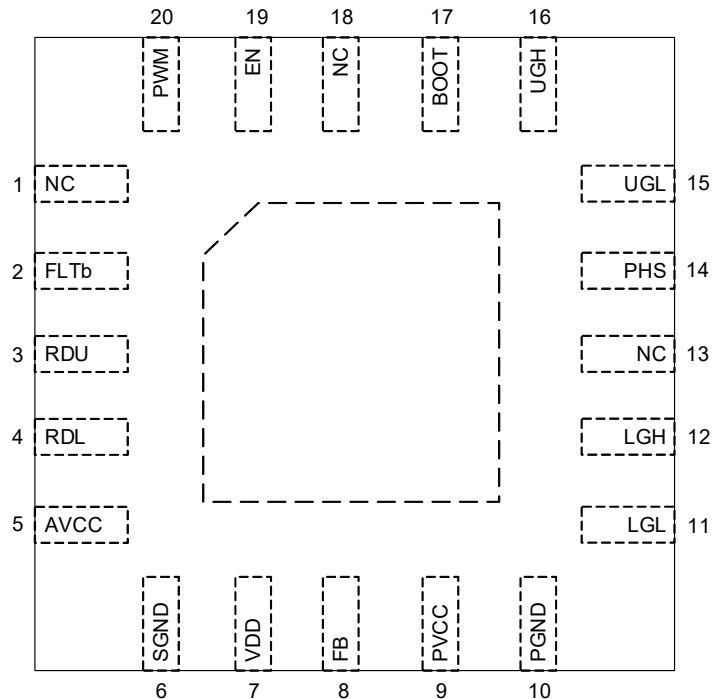 20 19 18 17 16
PWM EN NC BOOT UGH
1 NC UGL 15
2 FLTb PHS 14
3 RDU NC 13
4 RDL LGH 12
5 AVCC LGL 11
SGND VDD FB PVCC PGND
6 7 8 9 10